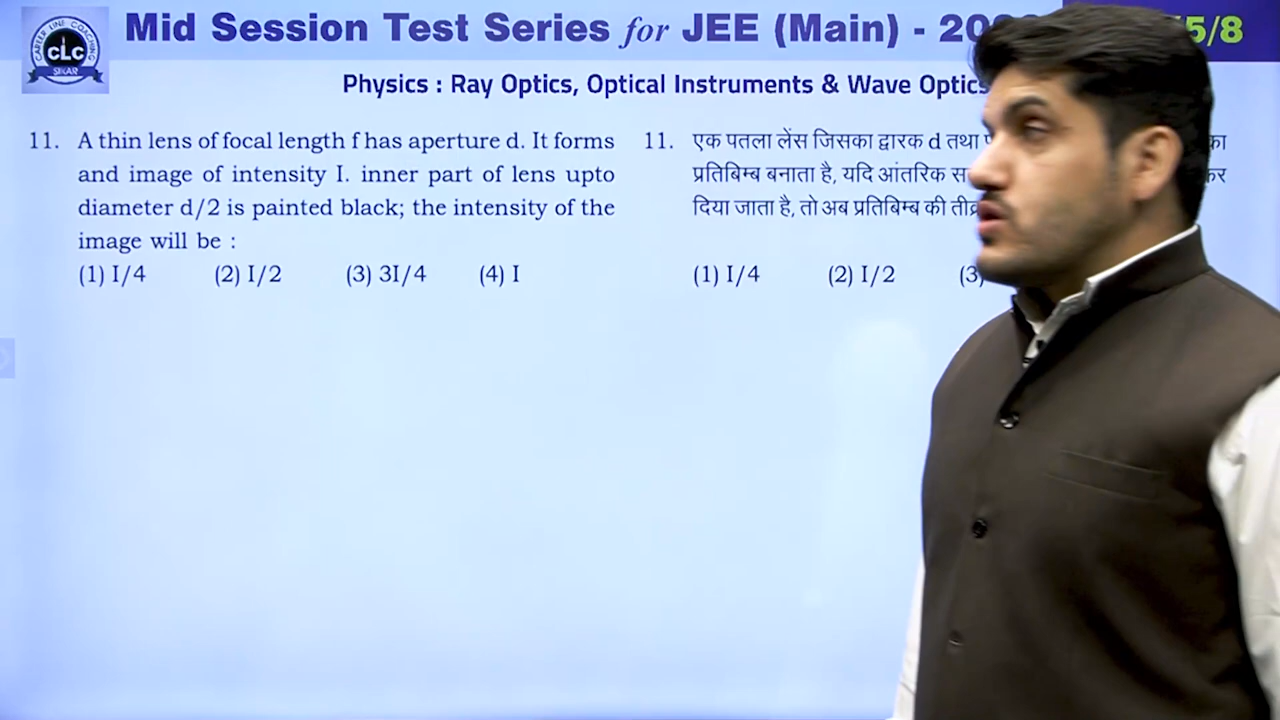 Mid Session Test Series for JEE (Main) - 20
5/8
CAREER LINE COACHING
CLC
SIKAR
Physics : Ray Optics, Optical Instruments & Wave Optics
11. A thin lens of focal length f has aperture d. It forms
and image of intensity I. inner part of lens upto
diameter d/2 is painted black; the intensity of the
image will be :
(1) I/4 (2) I/2 (3) 3I/4 (4) I
11. एक पतला लेंस जिसका द्वारक d तथा
प्रतिबिम्ब बनाता है, यदि आंतरिक
दिया जाता है, तो अब प्रतिबिम्ब की
(1) I/4 (2) I/2 (3)